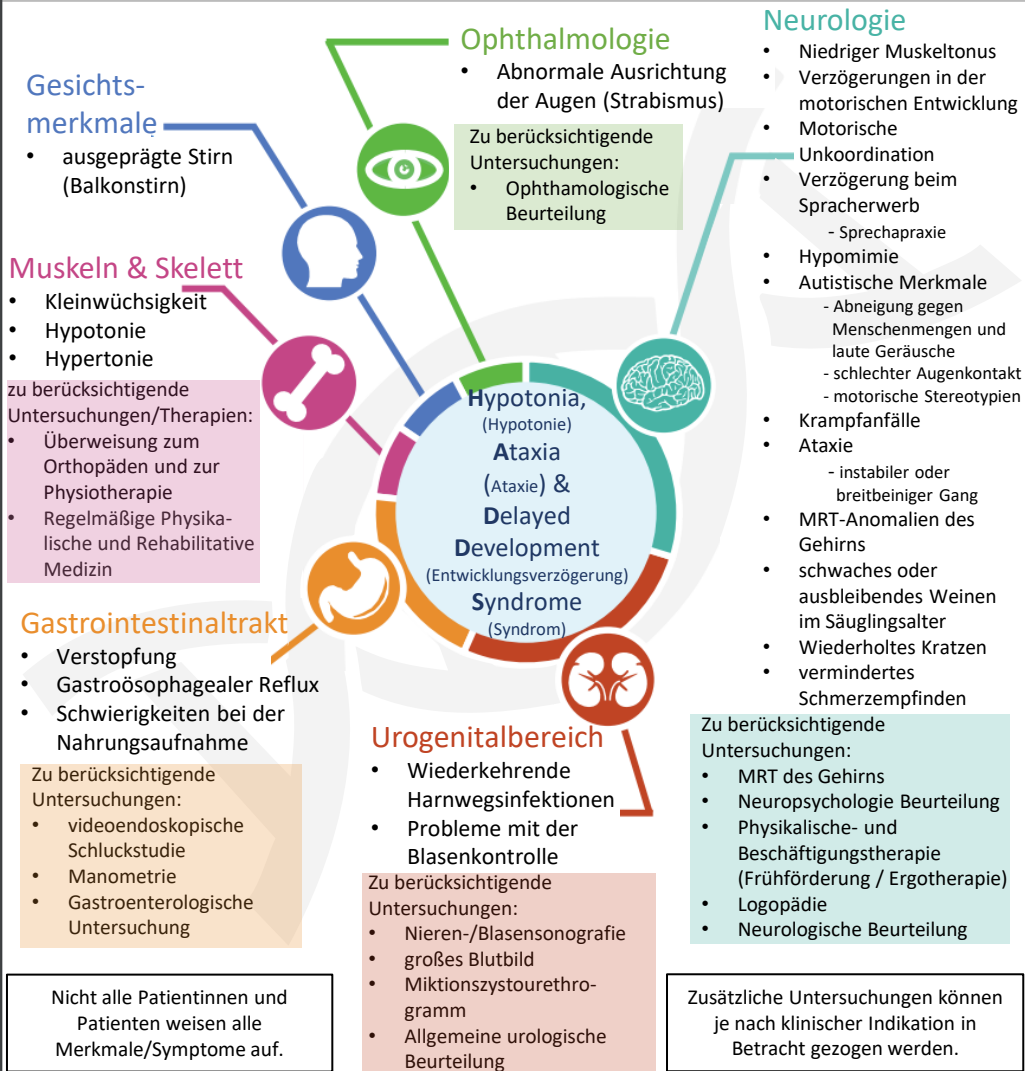 Gesichts-
merkmale
• ausgeprägte Stirn
(Balkonstirn)
Ophthalmologie
• Abnormale Ausrichtung
der Augen (Strabismus)
Zu berücksichtigende
Untersuchungen:
• Ophthamologische
Beurteilung
Neurologie
• Niedriger Muskeltonus
• Verzögerungen in der
motorischen Entwicklung
• Motorische
• Unkoordination
• Verzögerung beim
Spracherwerb
- Sprechapraxie
• Hypomimie
• Autistische Merkmale
- Abneigung gegen
Menschenmengen und
laute Geräusche
- schlechter Augenkontakt
- motorische Stereotypien
• Krampfanfälle
• Ataxie
- instabiler oder
breitbeiniger Gang
• MRT-Anomalien des
Gehirns
• schwaches oder
ausbleibendes Weinen
im Säuglingsalter
• Wiederholtes Kratzen
• vermindertes
Schmerzempfinden
Zu berücksichtigende
Untersuchungen:
• MRT des Gehirns
• Neuropsychologie Beurteilung
• Physikalische- und
Beschäftigungstherapie
(Frühförderung / Ergotherapie)
• Logopädie
• Neurologische Beurteilung
Muskeln & Skelett
• Kleinwüchsigkeit
• Hypotonie
• Hypertonie
zu berücksichtigende
Untersuchungen/Therapien:
• Überweisung zum
Orthopäden und zur
Physiotherapie
• Regelmäßige Physika-
lische und Rehabilitative
Medizin
Hypotonia,
(Hypotonie)
Ataxia
(Ataxie) &
Delayed
Development
(Entwicklungsverzögerung)
Syndrome
(Syndrom)
Gastrointestinaltrakt
• Verstopfung
• Gastroösophagealer Reflux
• Schwierigkeiten bei der
Nahrungsaufnahme
Zu berücksichtigende
Untersuchungen:
• videoendoskopische
Schluckstudie
• Manometrie
• Gastroenterologische
Untersuchung
Urogenitalbereich
• Wiederkehrende
Harnwegsinfektionen
• Probleme mit der
Blasenkontrolle
Zu berücksichtigende
Untersuchungen:
• Nieren-/Blasensonografie
• großes Blutbild
• Miktionszystourethro-
gramm
• Allgemeine urologische
Beurteilung
Nicht alle Patientinnen und
Patienten weisen alle
Merkmale/Symptome auf.
Zusätzliche Untersuchungen können
je nach klinischer Indikation in
Betracht gezogen werden.